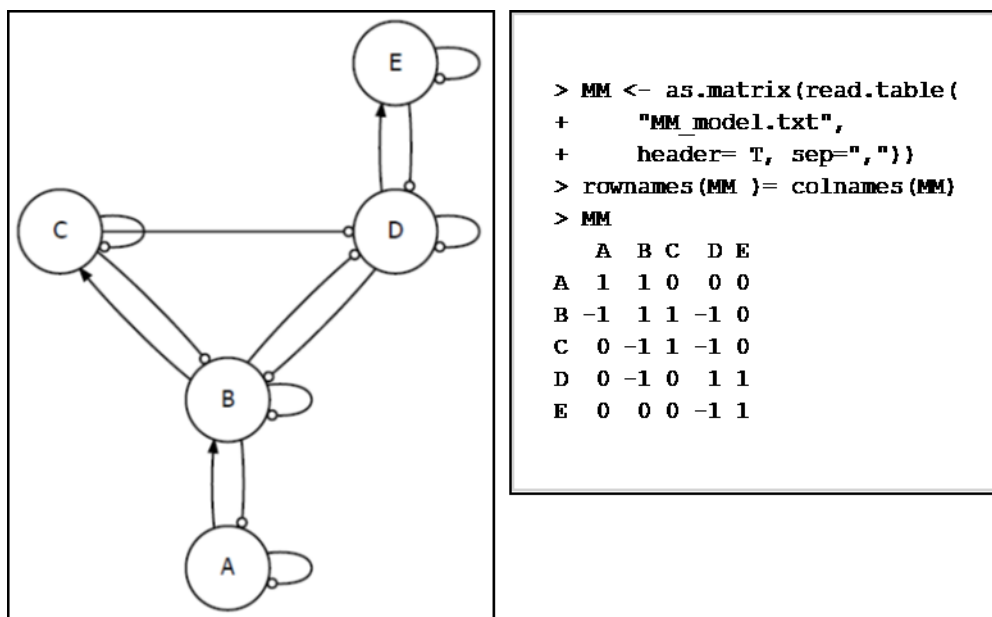 E
C
D
B
A
> MM <- as.matrix(read.table(
+ "MM_model.txt",
+ header= T, sep=","))
> rownames(MM )= colnames(MM)
> MM
A B C D E
A 1 1 0 0 0
B -1 1 1 -1 0
C 0 -1 1 -1 0
D 0 -1 0 1 1
E 0 0 0 -1 1